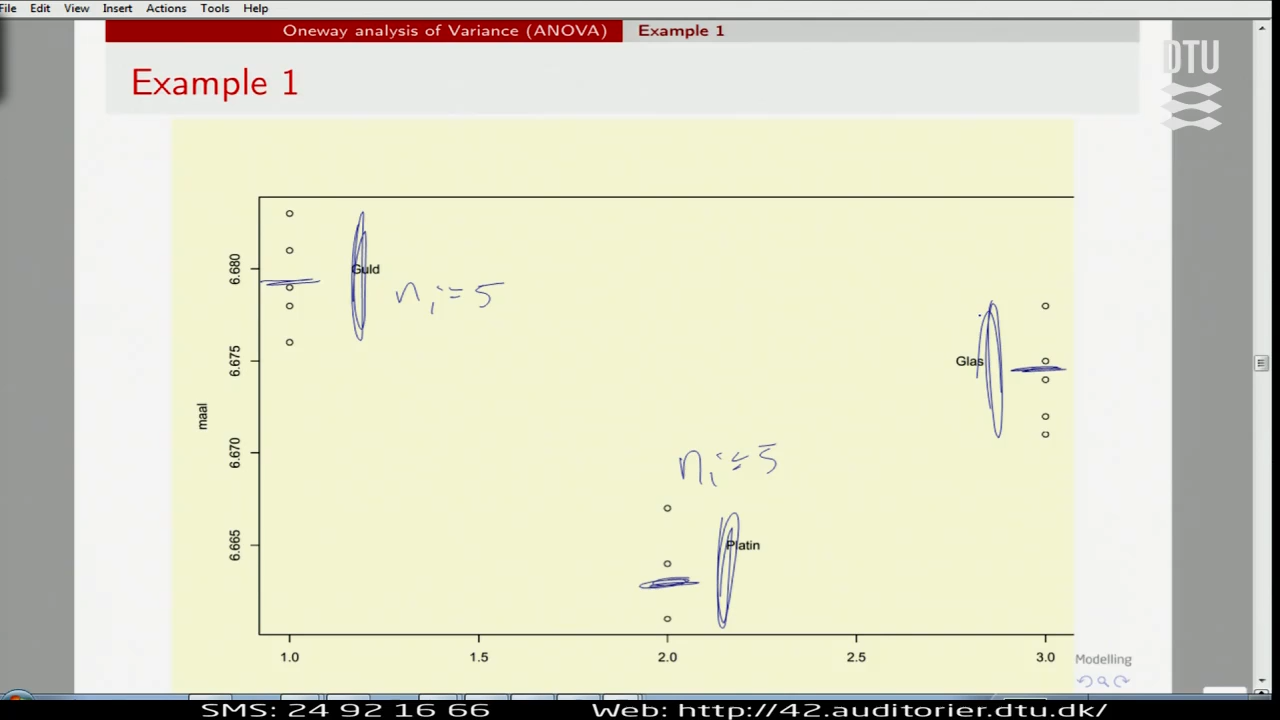 File Edit View Insert Actions Tools Help
Oneway analysis of Variance (ANOVA) Example 1
DTU
Example 1
6.680
Guld
n i = 5
6.675
Glas
maal
6.670
n i = 5
6.665
Platin
1.0 1.5 2.0 2.5 3.0
Modelling
SMS: 24 92 16 66 Web: http://42.auditorier.dtu.dk/